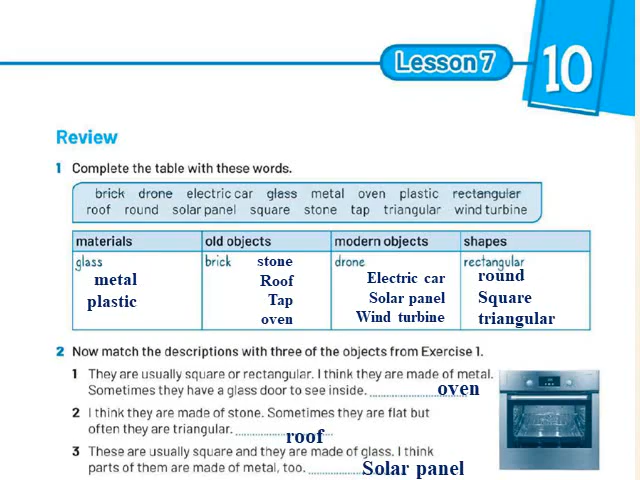 Lesson 7
10
Review
1 Complete the table with these words.
brick drone electric car glass metal oven plastic rectangular
roof round solar panel square stone tap triangular wind turbine
materials old objects modern objects shapes
glass brick stone drone rectangular
metal Roof Electric car round
plastic Tap Solar panel Square
oven Wind turbine triangular
2 Now match the descriptions with three of the objects from Exercise 1.
1 They are usually square or rectangular. I think they are made of metal.
Sometimes they have a glass door to see inside. oven
2 I think they are made of stone. Sometimes they are flat but
often they are triangular. roof
3 These are usually square and they are made of glass. I think
parts of them are made of metal, too. Solar panel